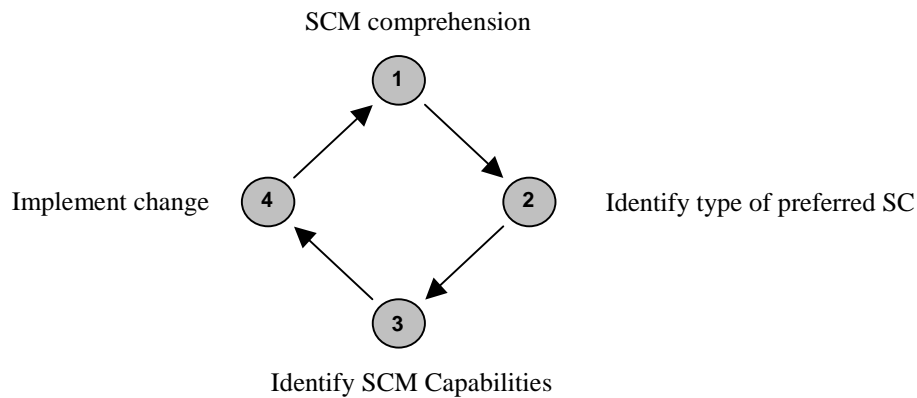 SCM comprehension
1
Implement change
4
2
Identify type of preferred SC
3
Identify SCM Capabilities